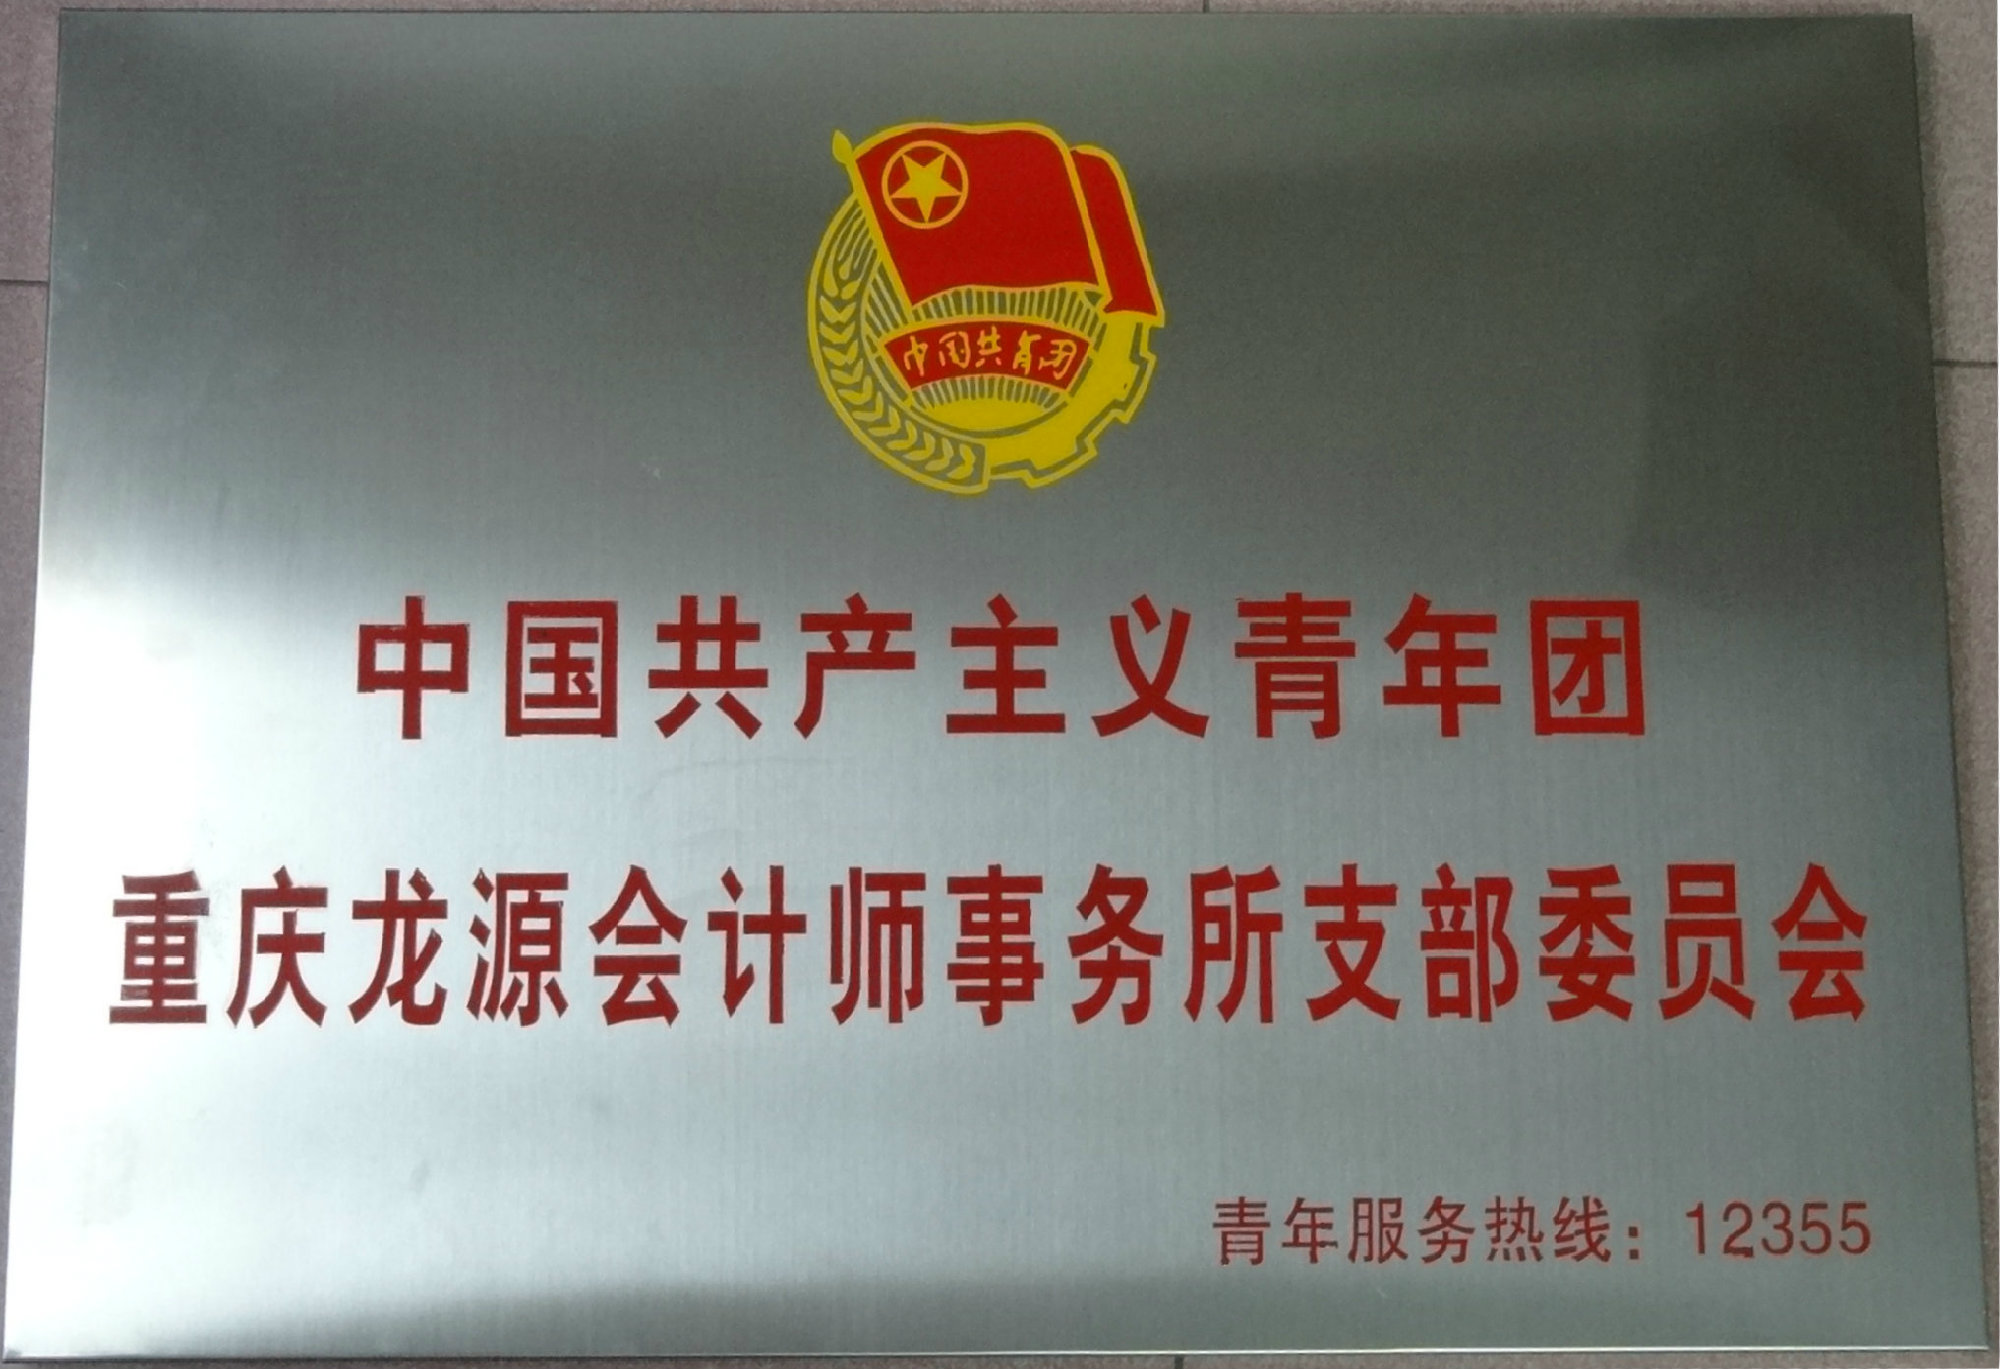 中国共青团
中国共产主义青年团
重庆龙源会计师事务所支部委员会
青年服务热线：12355